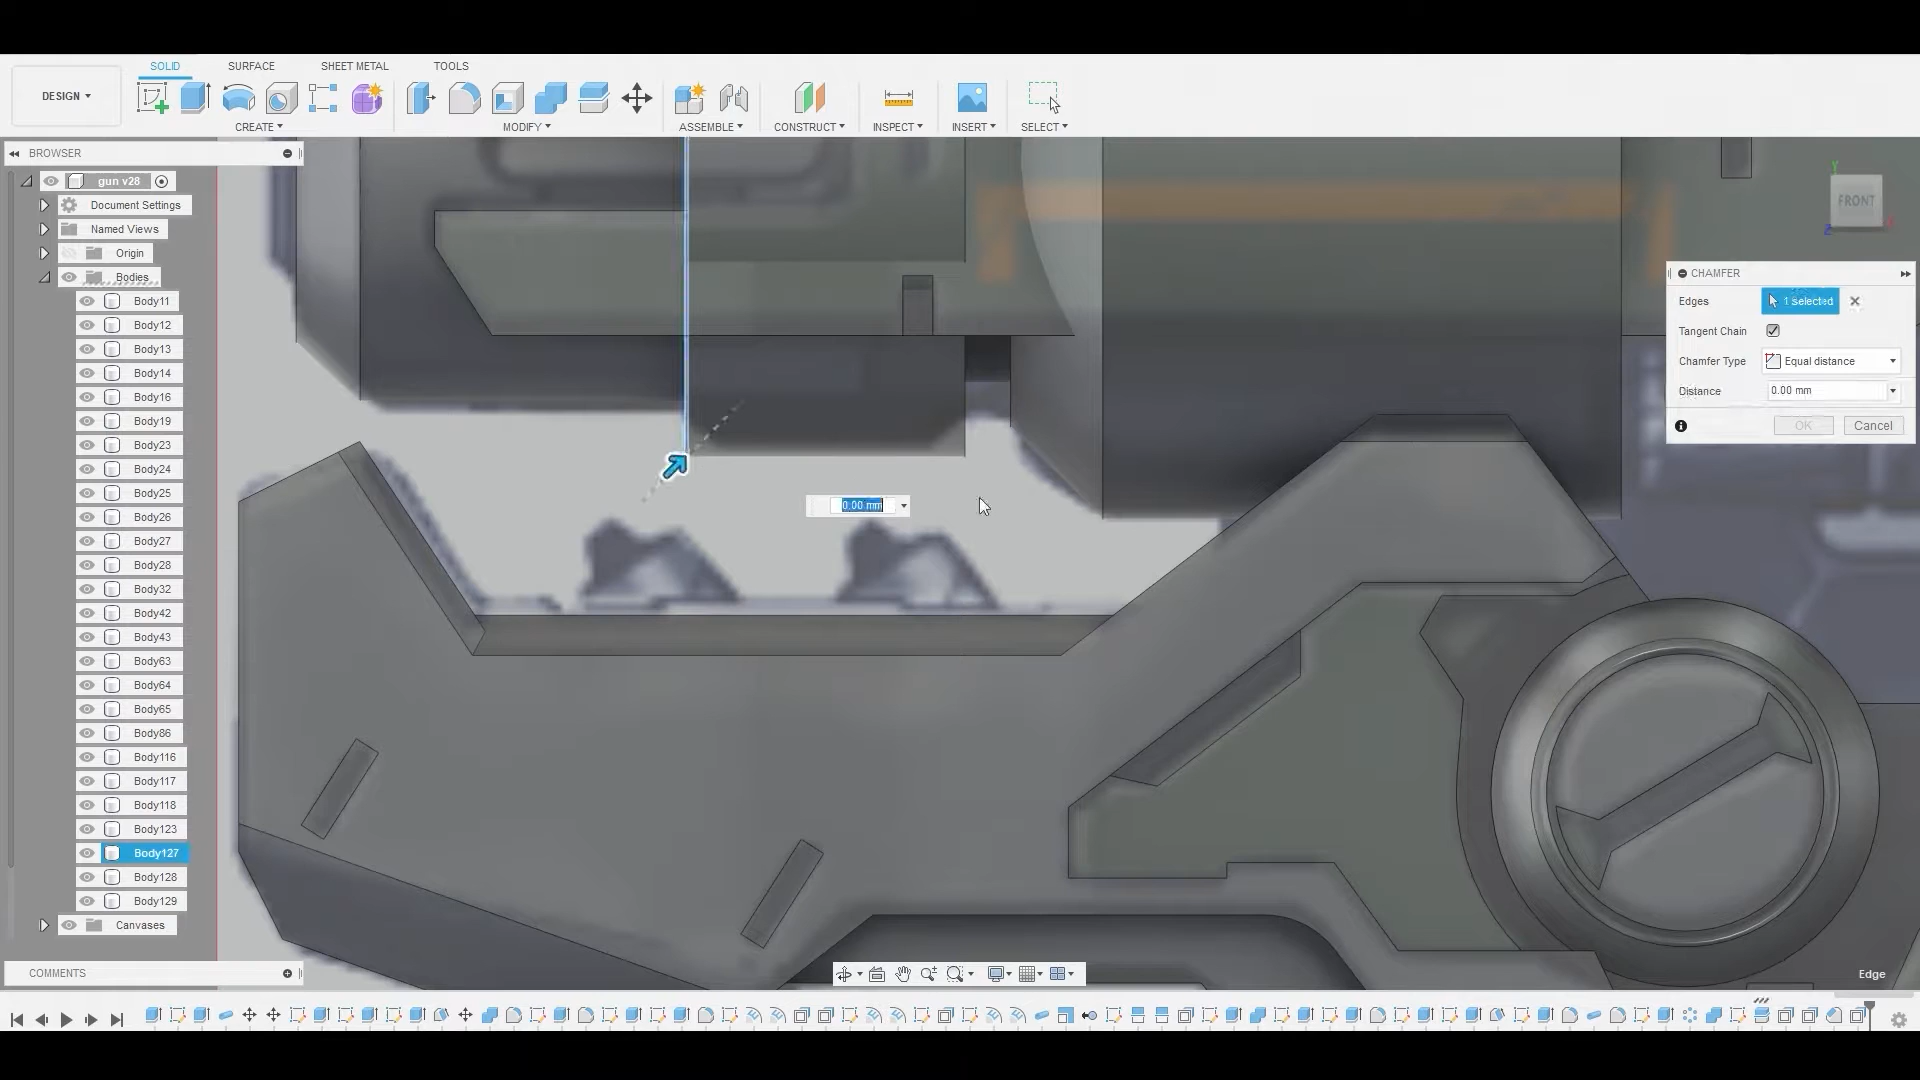 SOLID SURFACE SHEET METAL TOOLS
DESIGN
CREATE MODIFY ASSEMBLE CONSTRUCT INSPECT INSERT SELECT
BROWSER
gun v28
Document Settings
Named Views
Origin
Bodies
Body11
Body12
Body13
Body14
Body16
Body19
Body23
Body24
Body25
Body26
Body27
Body28
Body32
Body42
Body43
Body63
Body64
Body65
Body86
Body116
Body117
Body118
Body123
Body127
Body128
Body129
Canvases
COMMENTS
0.00 mm
Y
FRONT
Z
CHAMFER
Edges 1 selected
Tangent Chain
Chamfer Type Equal distance
Distance 0.00 mm
OK Cancel
Edge